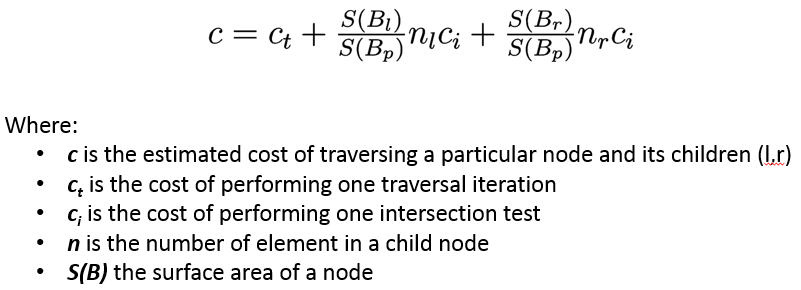 c = c_t + S(B_l)/S(B_p) n_l c_i + S(B_r)/S(B_p) n_r c_i
Where:
• c is the estimated cost of traversing a particular node and its children (l,r)
• c_t is the cost of performing one traversal iteration
• c_i is the cost of performing one intersection test
• n is the number of element in a child node
• S(B) the surface area of a node